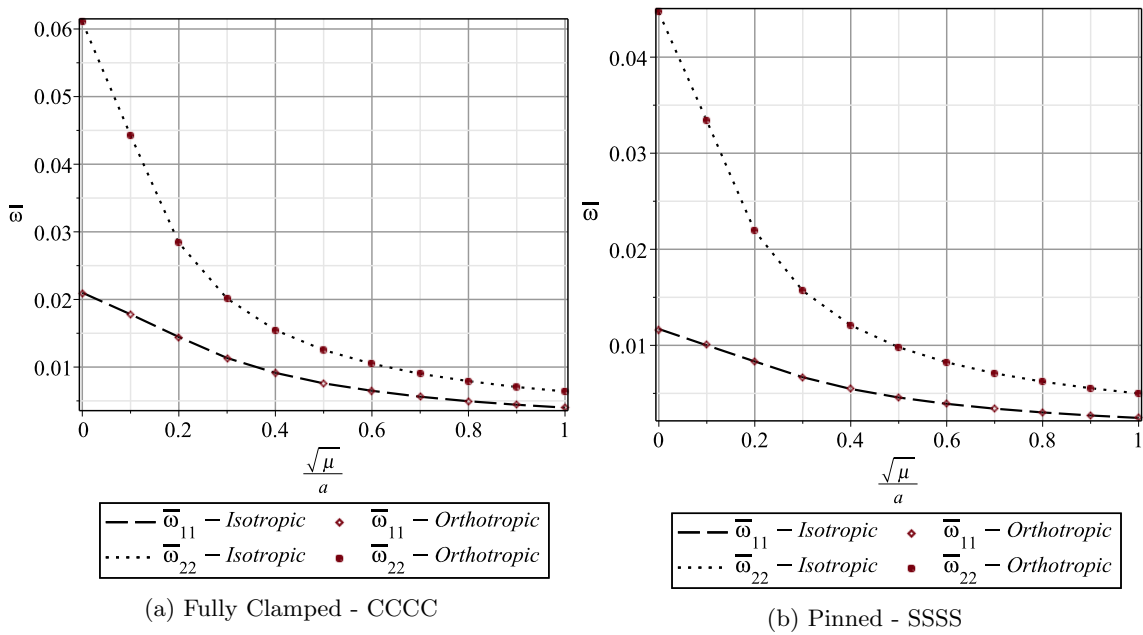 0.06
0.05
0.04
0.03
0.02
0.01
ω̅
0 0.2 0.4 0.6 0.8 1
√μ
a
ω̅11 – Isotropic ω̅11 – Orthotropic
ω̅22 – Isotropic ω̅22 – Orthotropic
(a) Fully Clamped - CCCC
0.04
0.03
0.02
0.01
ω̅
0 0.2 0.4 0.6 0.8 1
√μ
a
ω̅11 – Isotropic ω̅11 – Orthotropic
ω̅22 – Isotropic ω̅22 – Orthotropic
(b) Pinned - SSSS